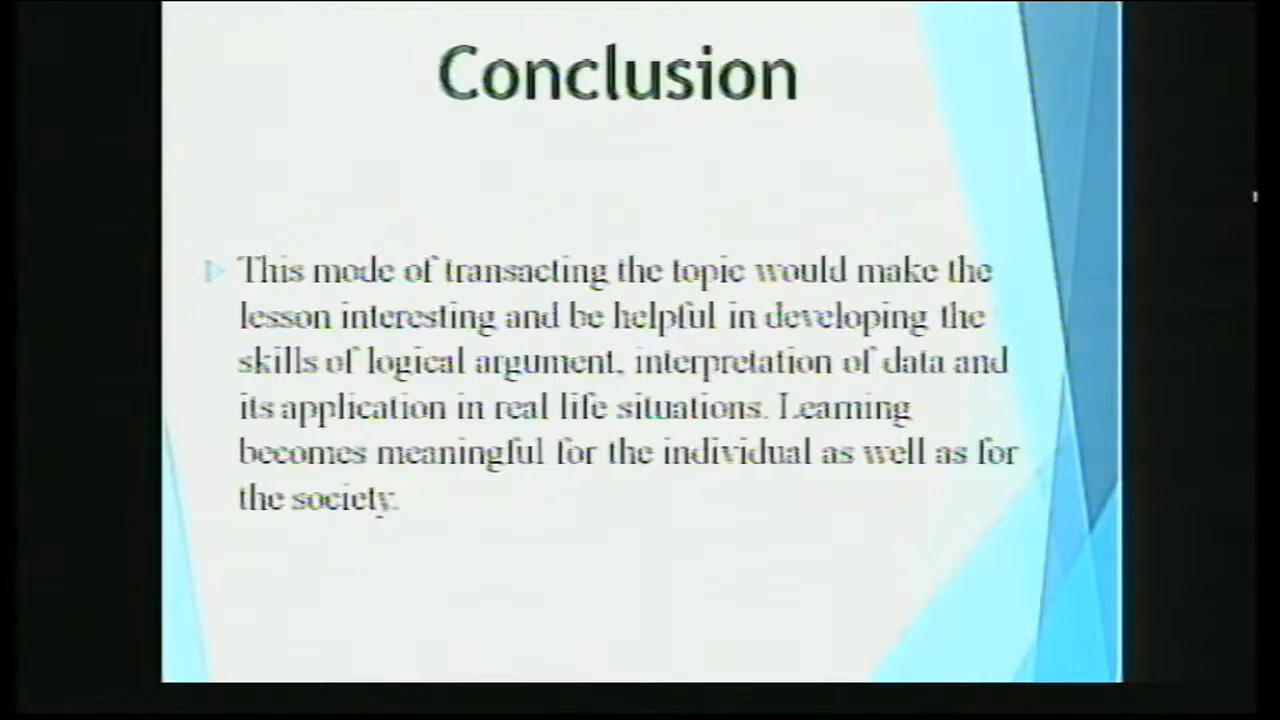 Conclusion
This mode of transacting the topic would make the
lesson interesting and be helpful in developing the
skills of logical argument, interpretation of data and
its application in real life situations. Learning
becomes meaningful for the individual as well as for
the society.